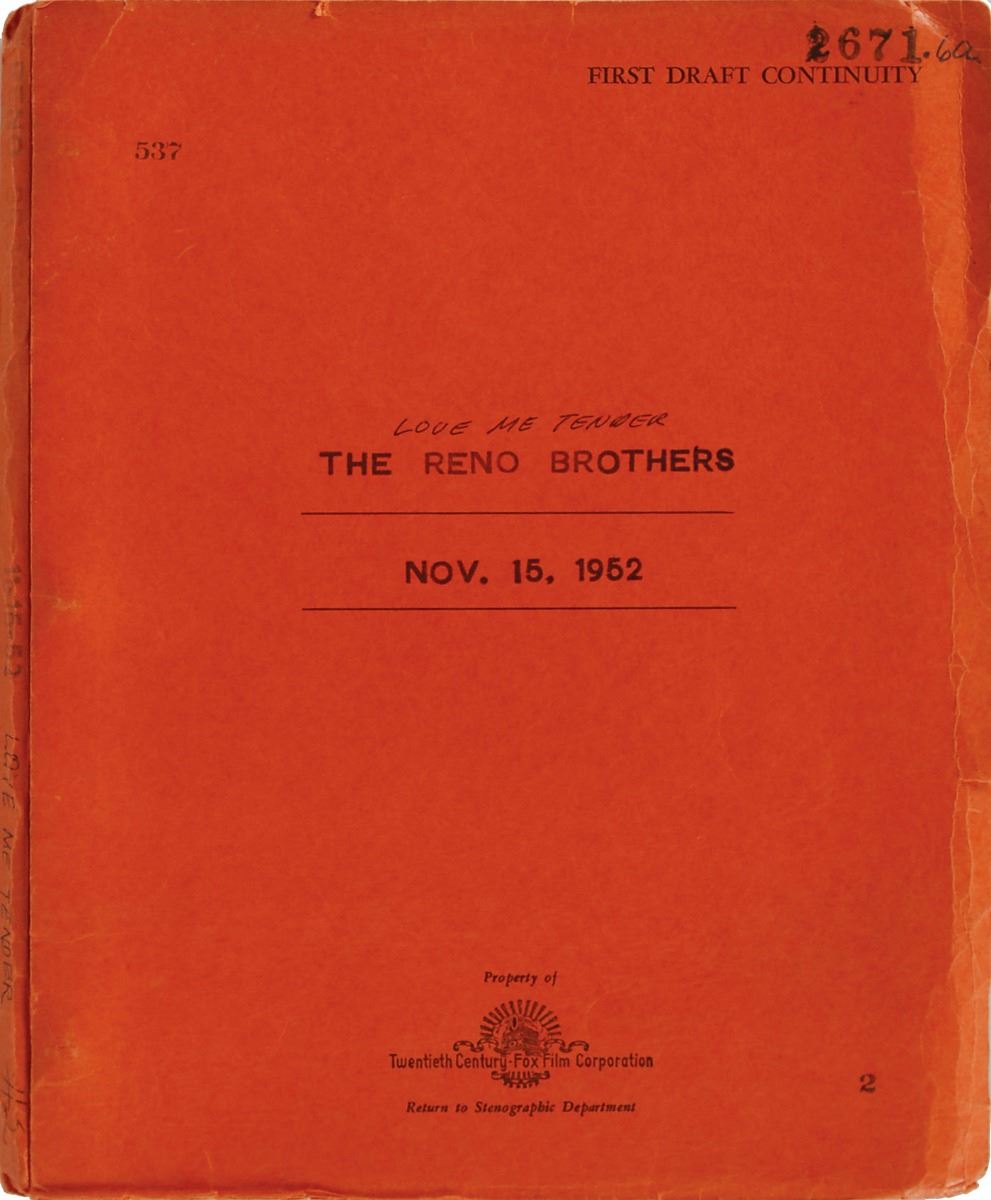 2671.6a
FIRST DRAFT CONTINUITY
537
LOVE ME TENDER
THE RENO BROTHERS
NOV. 15, 1952
Property of
Twentieth Century-Fox Film Corporation
Return to Stenographic Department
2
LOVE ME TENDER